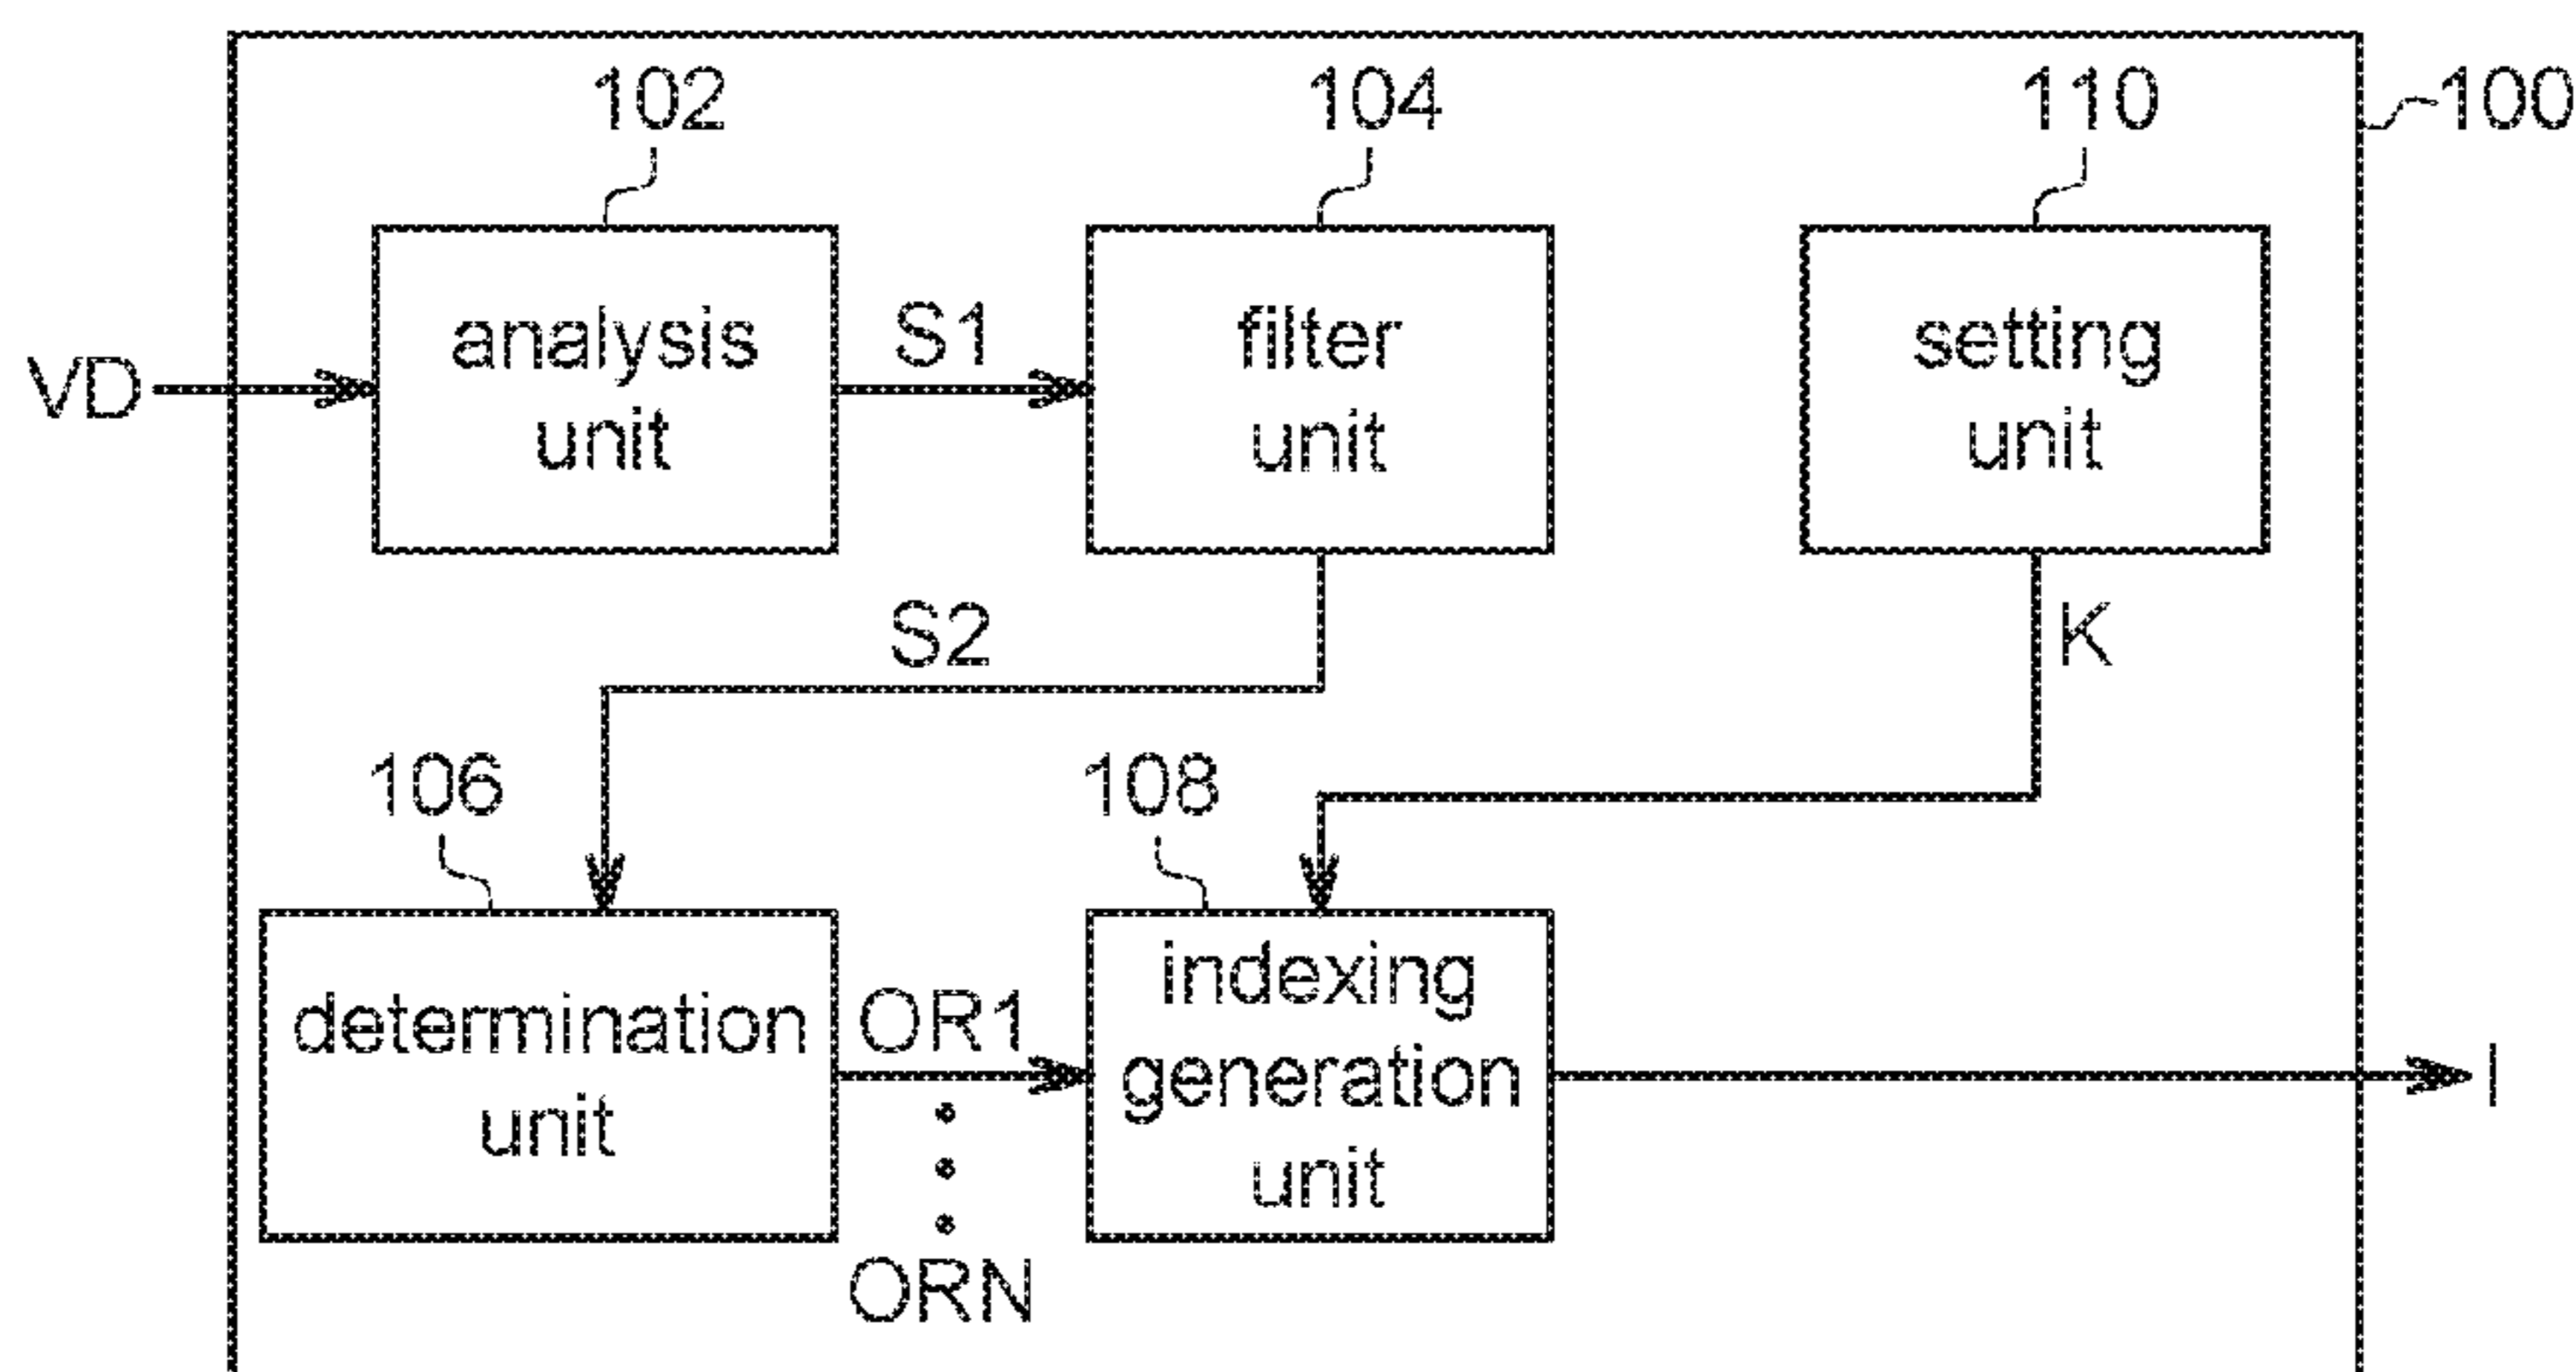 102
104
110
100
analysis
unit
S1
filter
unit
setting
unit
VD
S2
K
106
108
determination
unit
OR1
ORN
indexing
generation
unit
I